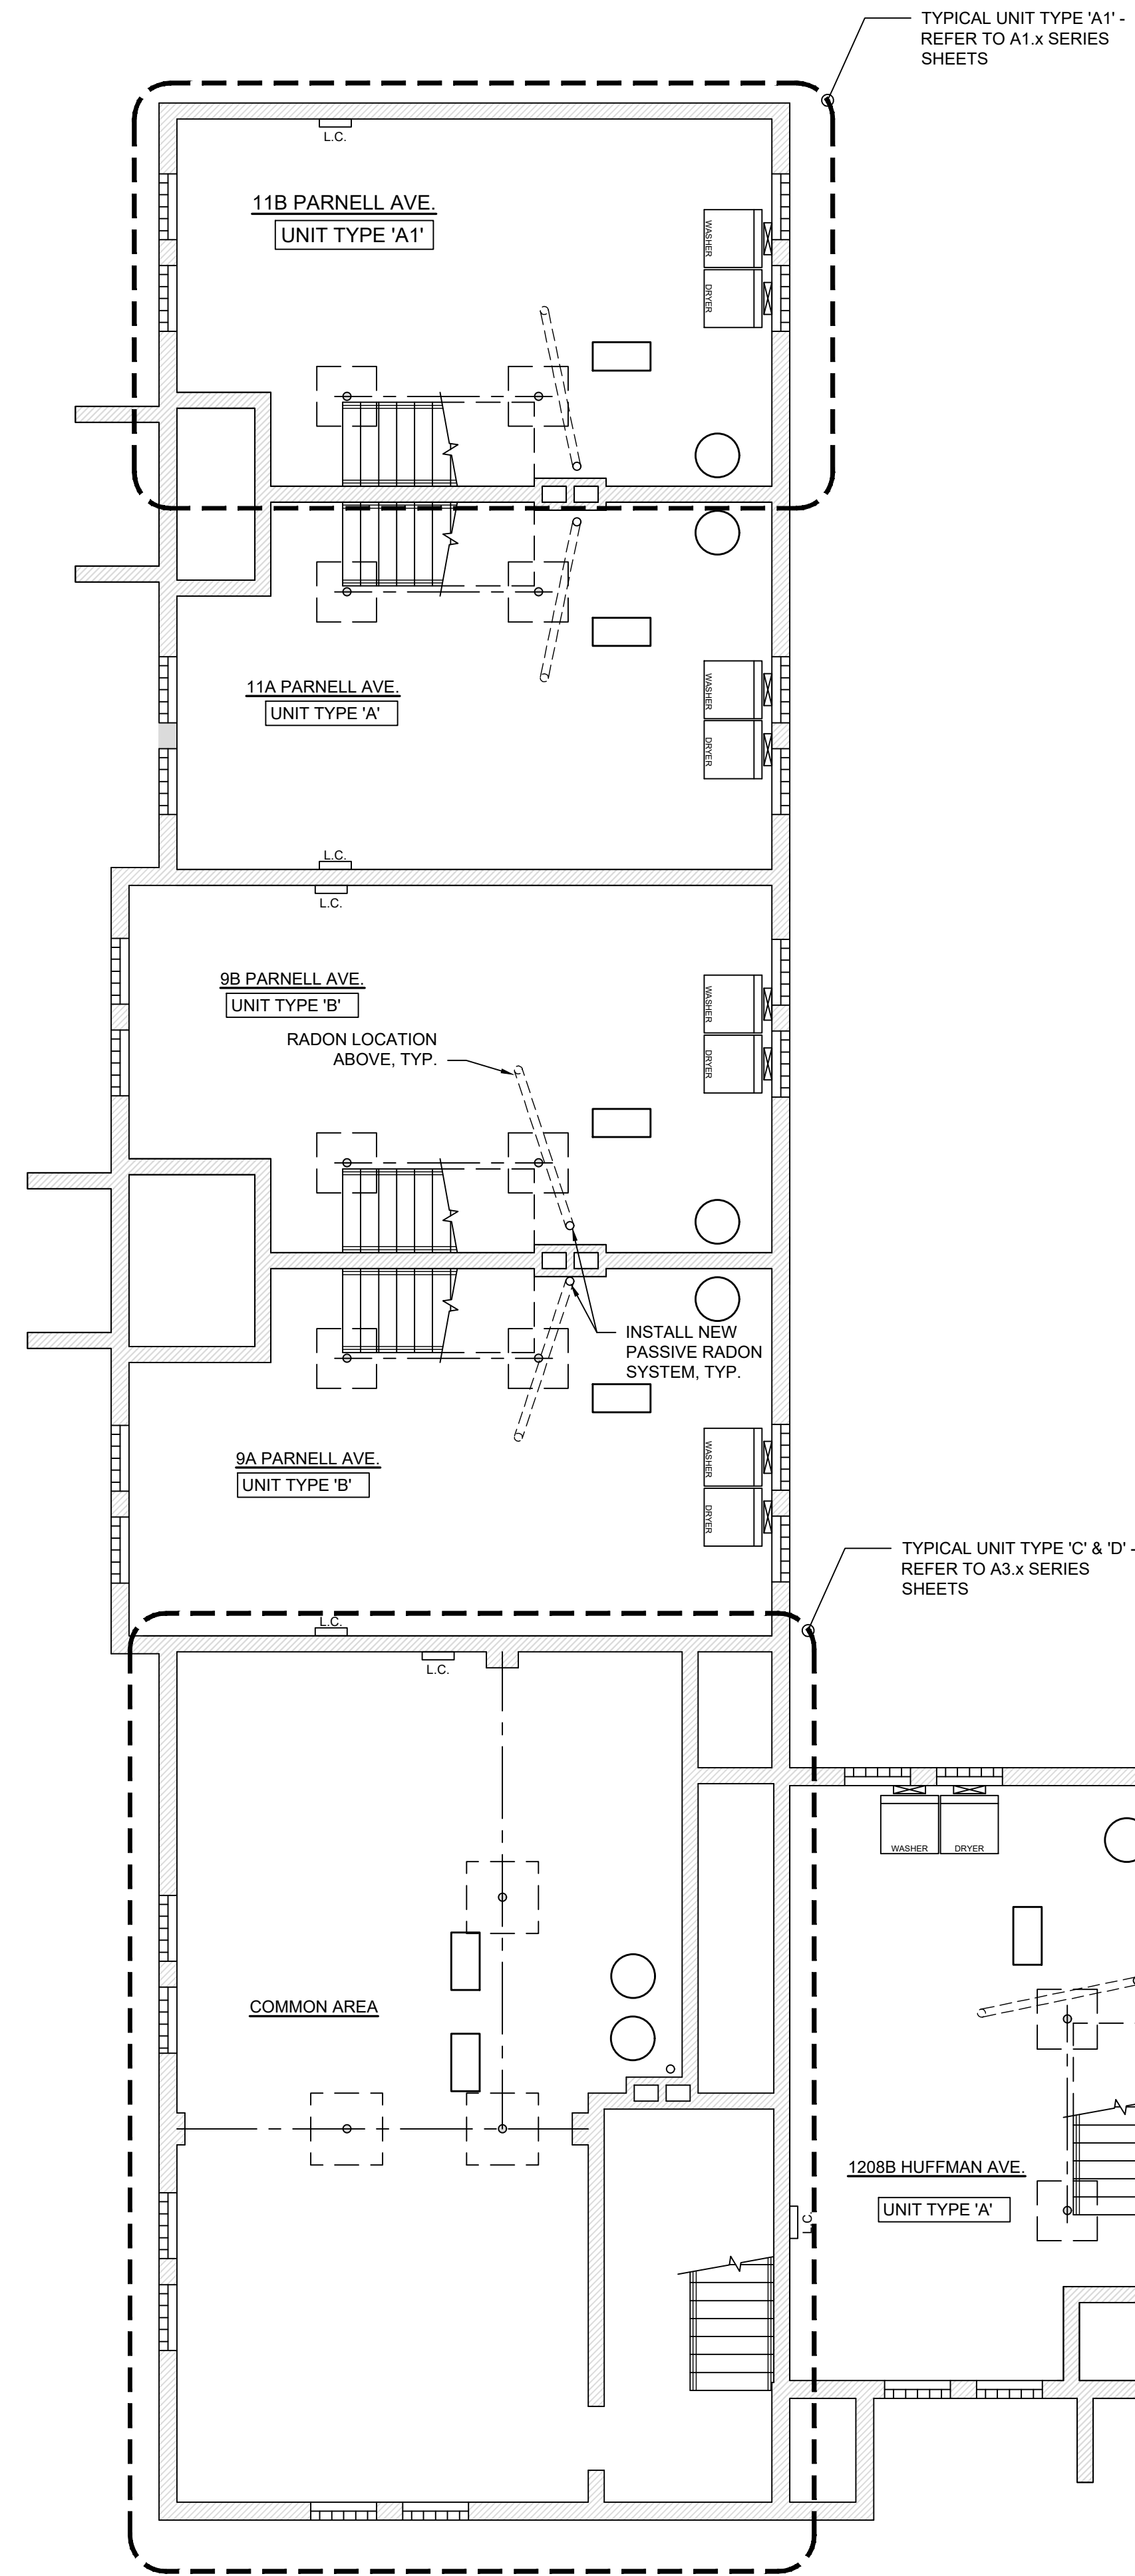 TYPICAL UNIT TYPE 'A1' -
REFER TO A1.x SERIES
SHEETS
L.C.
11B PARNELL AVE.
UNIT TYPE 'A1'
WASHER
DRYER
11A PARNELL AVE.
UNIT TYPE 'A'
WASHER
DRYER
L.C.
L.C.
9B PARNELL AVE.
UNIT TYPE 'B'
WASHER
DRYER
RADON LOCATION
ABOVE, TYP.
INSTALL NEW
PASSIVE RADON
SYSTEM, TYP.
9A PARNELL AVE.
UNIT TYPE 'B'
WASHER
DRYER
TYPICAL UNIT TYPE 'C' & 'D' -
REFER TO A3.x SERIES
SHEETS
L.C.
L.C.
WASHER
DRYER
COMMON AREA
1208B HUFFMAN AVE.
UNIT TYPE 'A'
L.C.